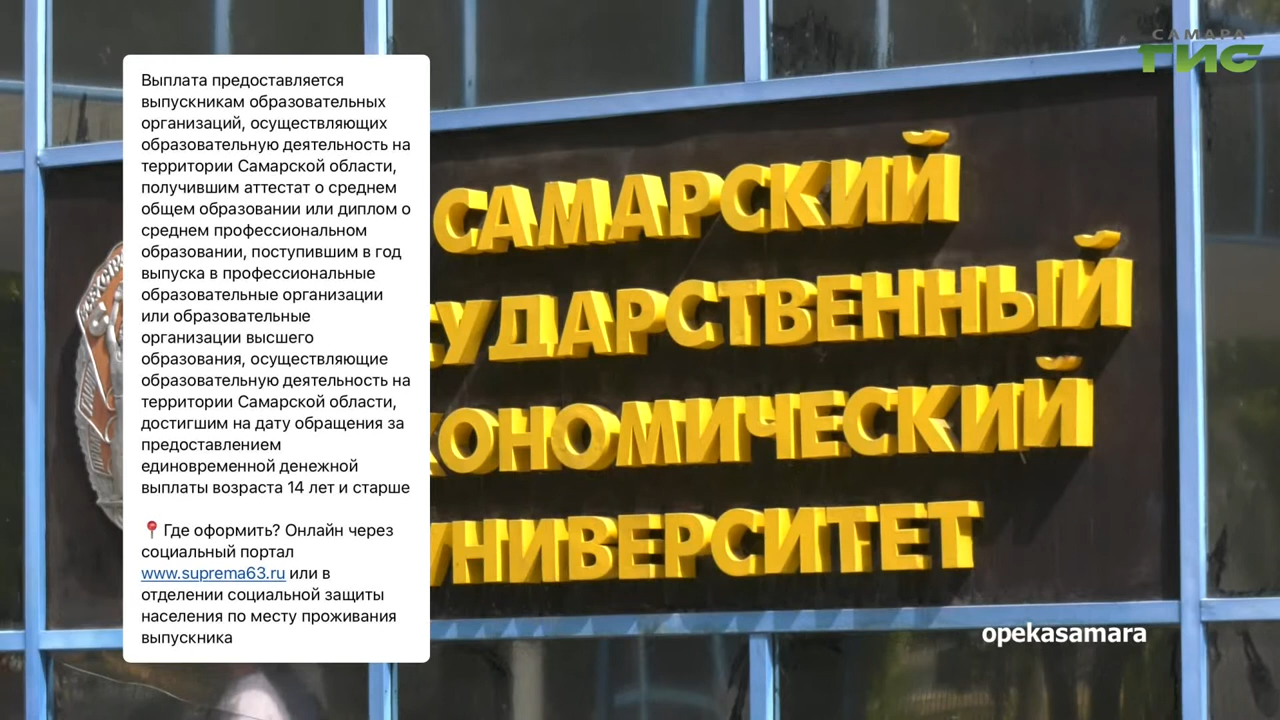 САМАРА
ГИС
Выплата предоставляется
выпускникам образовательных
организаций, осуществляющих
образовательную деятельность на
территории Самарской области,
получившим аттестат о среднем
общем образовании или диплом о
среднем профессиональном
образовании, поступившим в год
выпуска в профессиональные
образовательные организации
или образовательные
организации высшего
образования, осуществляющие
образовательную деятельность на
территории Самарской области,
достигшим на дату обращения за
предоставлением
единовременной денежной
выплаты возраста 14 лет и старше
📍Где оформить? Онлайн через
социальный портал
www.suprema63.ru или в
отделении социальной защиты
населения по месту проживания
выпускника
САМАРСКИЙ
СУДАРСТВЕННЫЙ
КОНОМИЧЕСКИЙ
УНИВЕРСИТЕТ
opekasamara